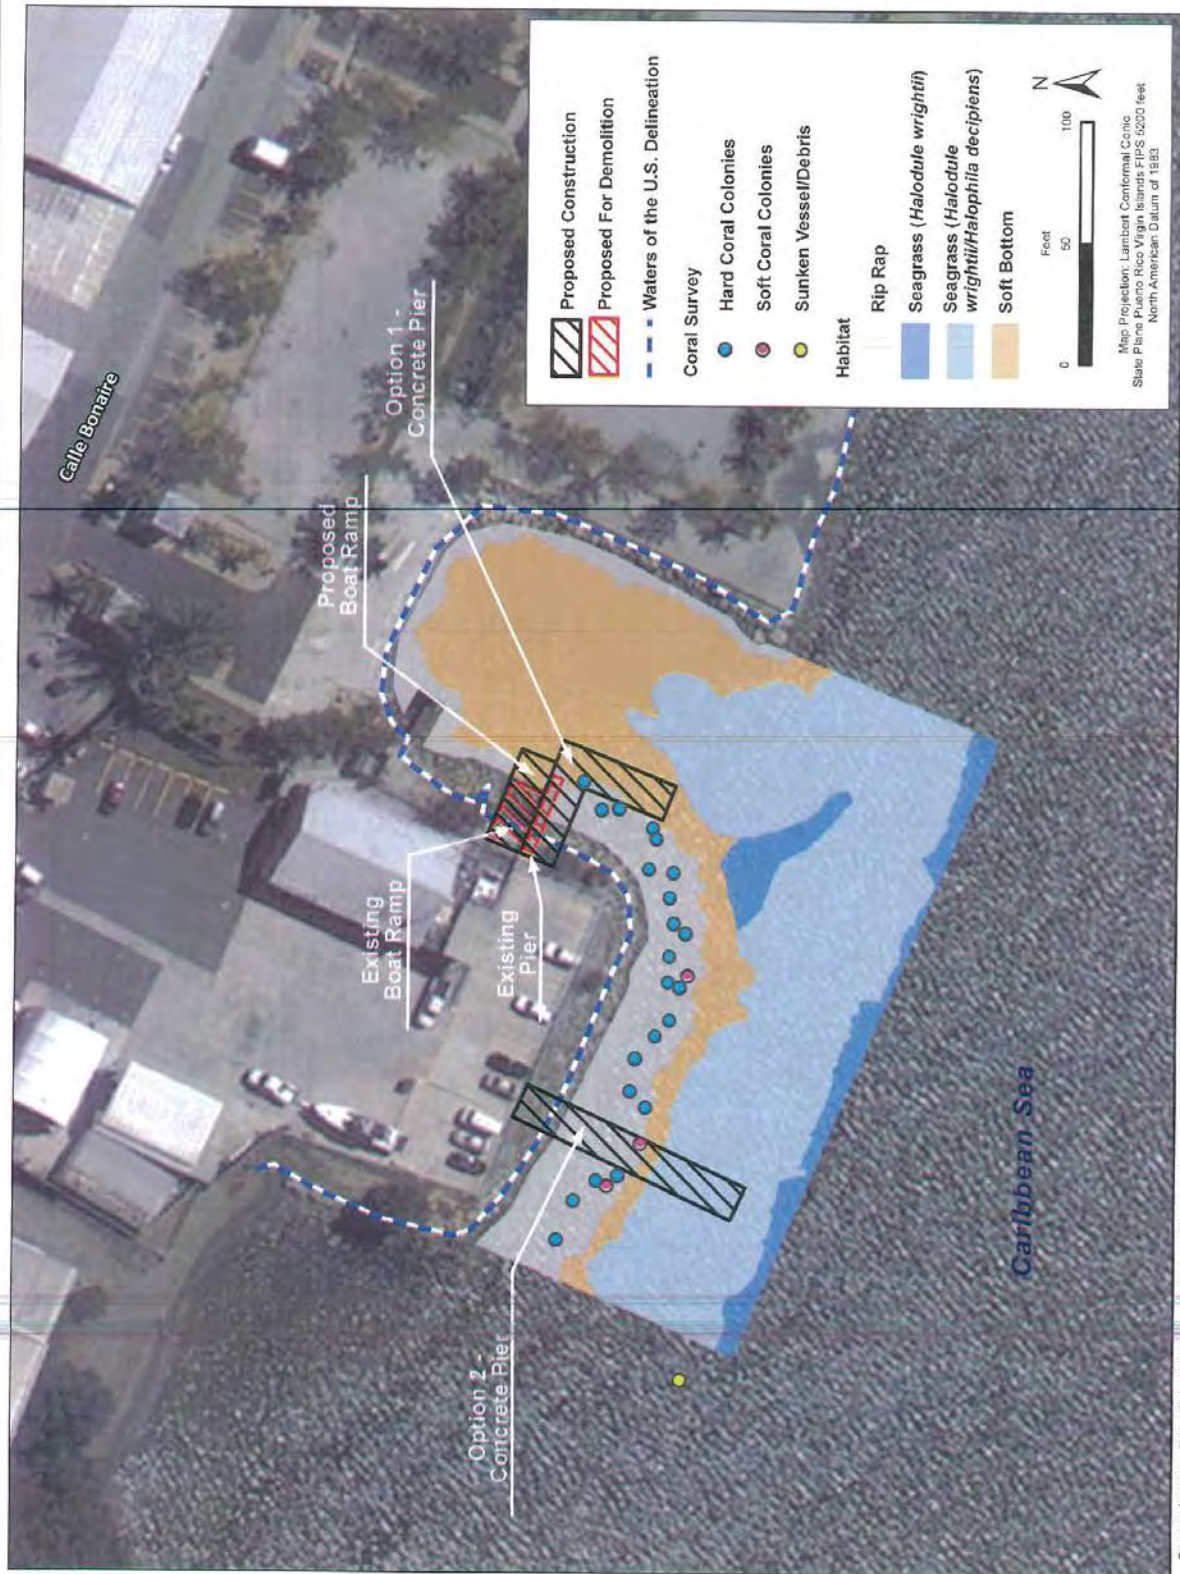 Calle Bonaire
Proposed
Boat Ramp
Option 1 -
Concrete Pier
Existing
Boat Ramp
Existing
Pier
Option 2 -
Concrete Pier
Caribbean Sea
Proposed Construction
Proposed For Demolition
Waters of the U.S. Delineation
Coral Survey
Hard Coral Colonies
Soft Coral Colonies
Sunken Vessel/Debris
Habitat
Rip Rap
Seagrass (Halodule wrightii)
Seagrass (Halodule
wrightii/Halophila decipiens)
Soft Bottom
Feet
0 50 100
N
Map Projection: Lambert Conformal Conic
State Plane Puerto Rico Virgin Islands FIPS 5200 feet
North American Datum of 1983